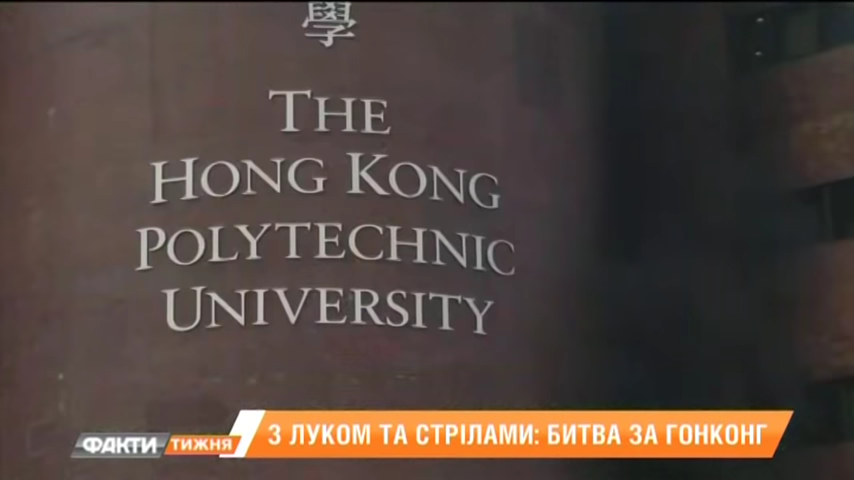 學
THE
HONG KONG
POLYTECHNIC
UNIVERSITY
З ЛУКОМ ТА СТРІЛАМИ: БИТВА ЗА ГОНКОНГ
ФАКТИ ТИЖНЯ